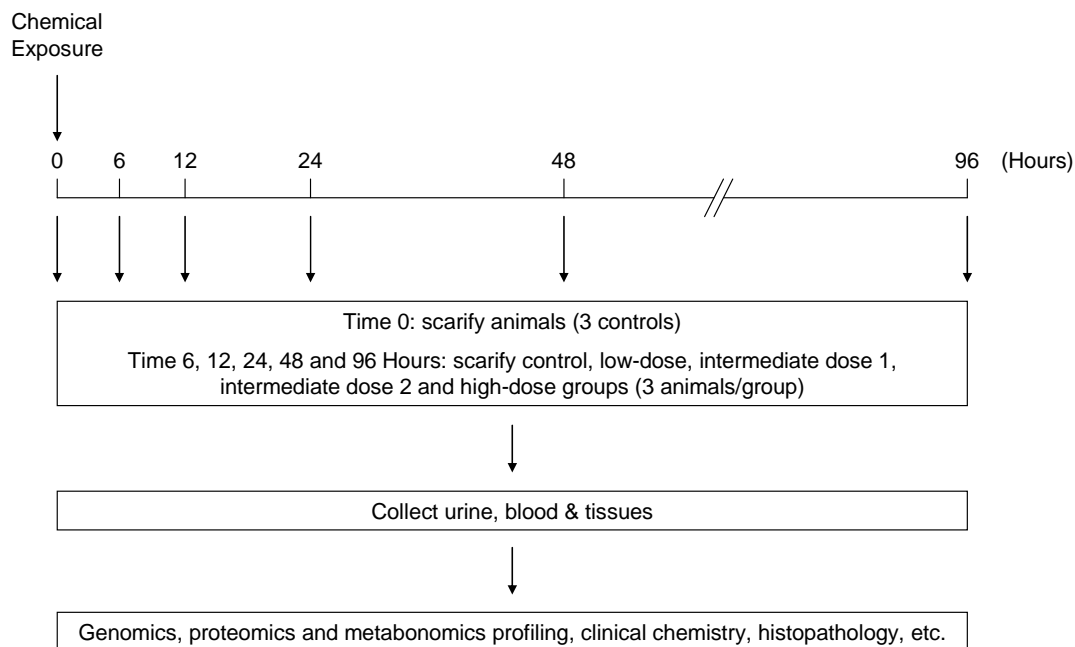 Chemical
Exposure
0 6 12 24 48 96 (Hours)
Time 0: scarify animals (3 controls)
Time 6, 12, 24, 48 and 96 Hours: scarify control, low-dose, intermediate dose 1,
intermediate dose 2 and high-dose groups (3 animals/group)
Collect urine, blood & tissues
Genomics, proteomics and metabonomics profiling, clinical chemistry, histopathology, etc.